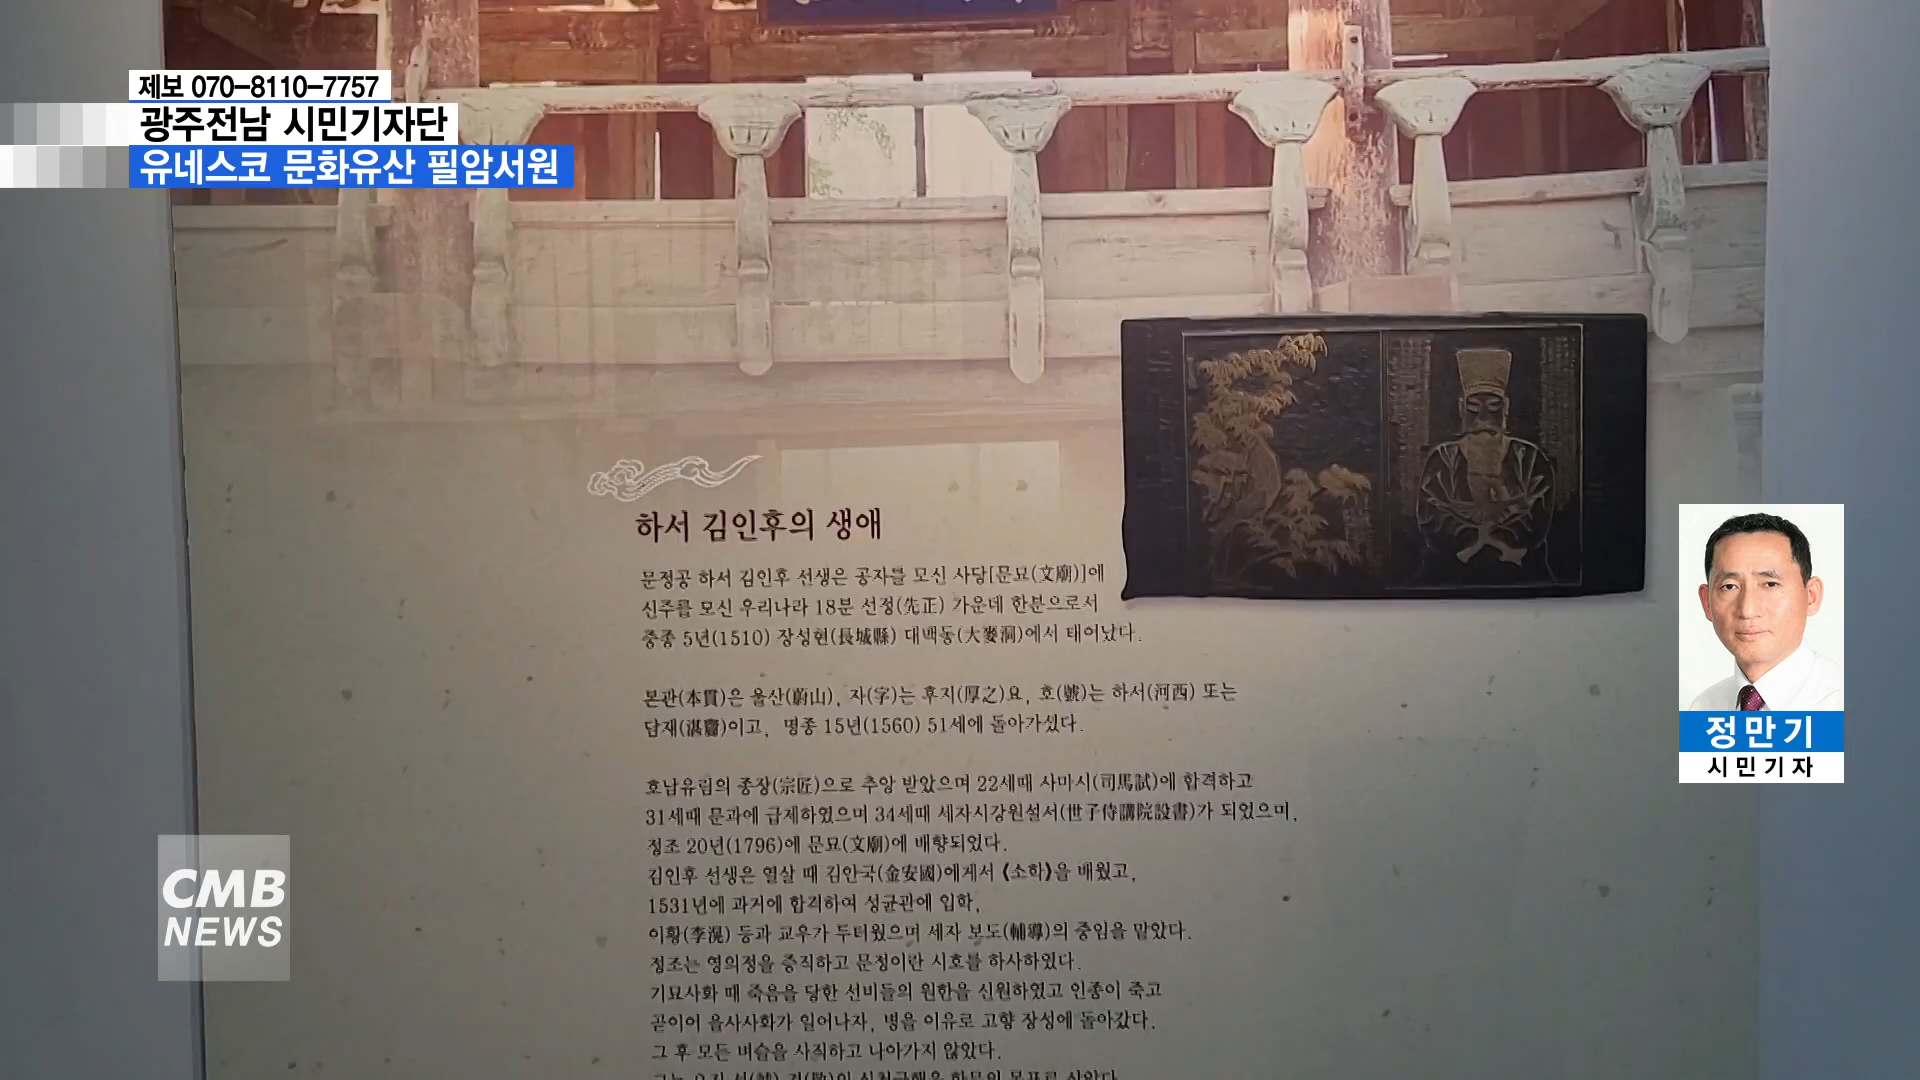 제보 070-8110-7757
광주전남 시민기자단
유네스코 문화유산 필암서원
하서 김인후의 생애
문정공 하서 김인후 선생은 공자를 모신 사당[문묘(文廟)]에
신주를 모신 우리나라 18분 선정(先正) 가운데 한분으로서
중종 5년(1510) 장성현(長城縣) 대맥동(大麥洞)에서 태어났다.
본관(本貫)은 울산(蔚山), 자(字)는 후지(厚之)요, 호(號)는 하서(河西) 또는
담재(湛齋)이고, 명종 15년(1560) 51세에 돌아가셨다.
호남유림의 종장(宗匠)으로 추앙 받았으며 22세때 사마시(司馬試)에 합격하고
31세때 문과에 급제하였으며 34세때 세자시강원설서(世子侍講院設書)가 되었으며,
정조 20년(1796)에 문묘(文廟)에 배향되었다.
김인후 선생은 열살 때 김안국(金安國)에게서 《소학》을 배웠고,
1531년에 과거에 합격하여 성균관에 입학,
이황(李滉) 등과 교우가 두터웠으며 세자 보도(輔導)의 중임을 맡았다.
정조는 영의정을 증직하고 문정이란 시호를 하사하였다.
기묘사화 때 죽음을 당한 선비들의 원한을 신원하였고 인종이 죽고
곧이어 을사사화가 일어나자, 병을 이유로 고향 장성에 돌아갔다.
그 후 모든 벼슬을 사직하고 나아가지 않았다.
정만기
시민기자
CMB
NEWS